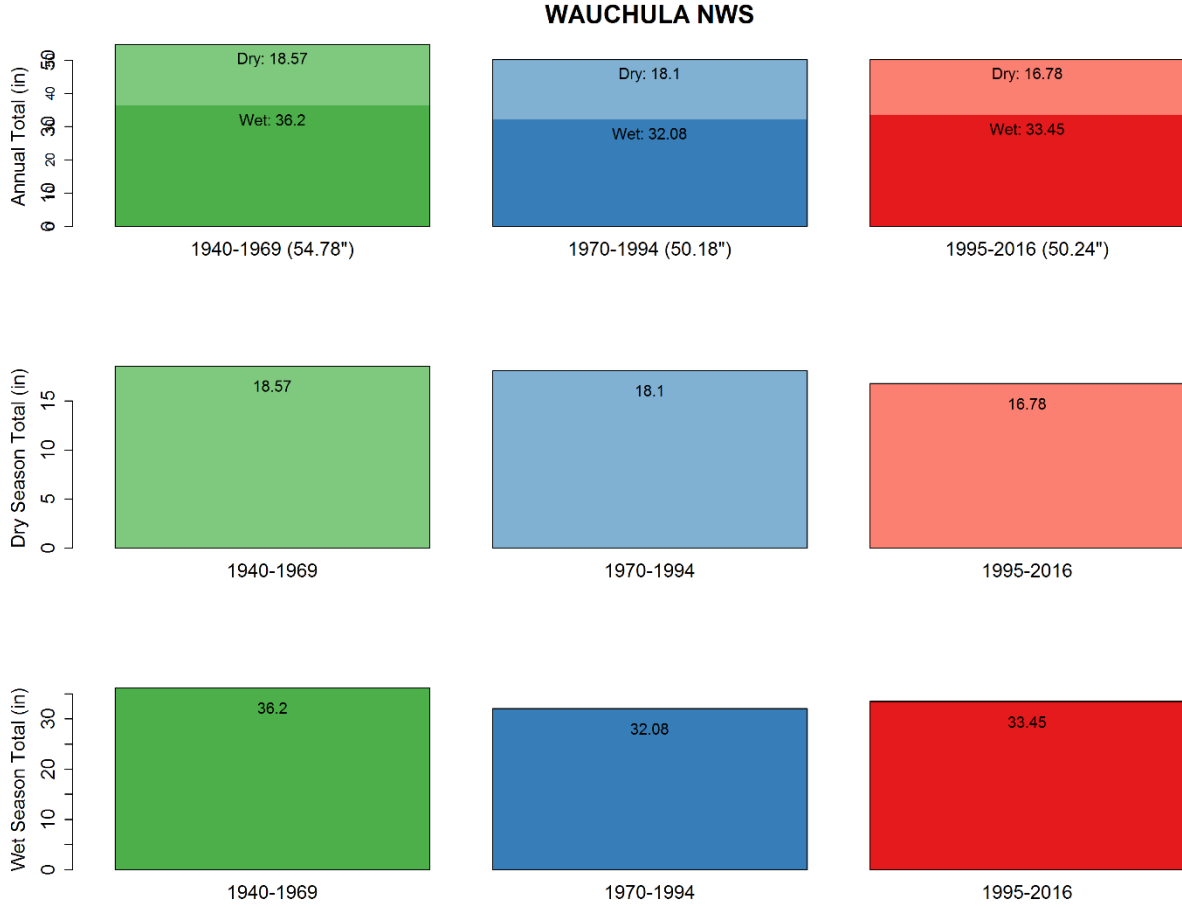 WAUCHULA NWS
Annual Total (in)
50
40
30
20
10
0
Dry: 18.57
Wet: 36.2
Dry: 18.1
Wet: 32.08
Dry: 16.78
Wet: 33.45
1940-1969 (54.78")
1970-1994 (50.18")
1995-2016 (50.24")
Dry Season Total (in)
15
10
5
0
18.57
18.1
16.78
1940-1969
1970-1994
1995-2016
Wet Season Total (in)
30
20
10
0
36.2
32.08
33.45
1940-1969
1970-1994
1995-2016